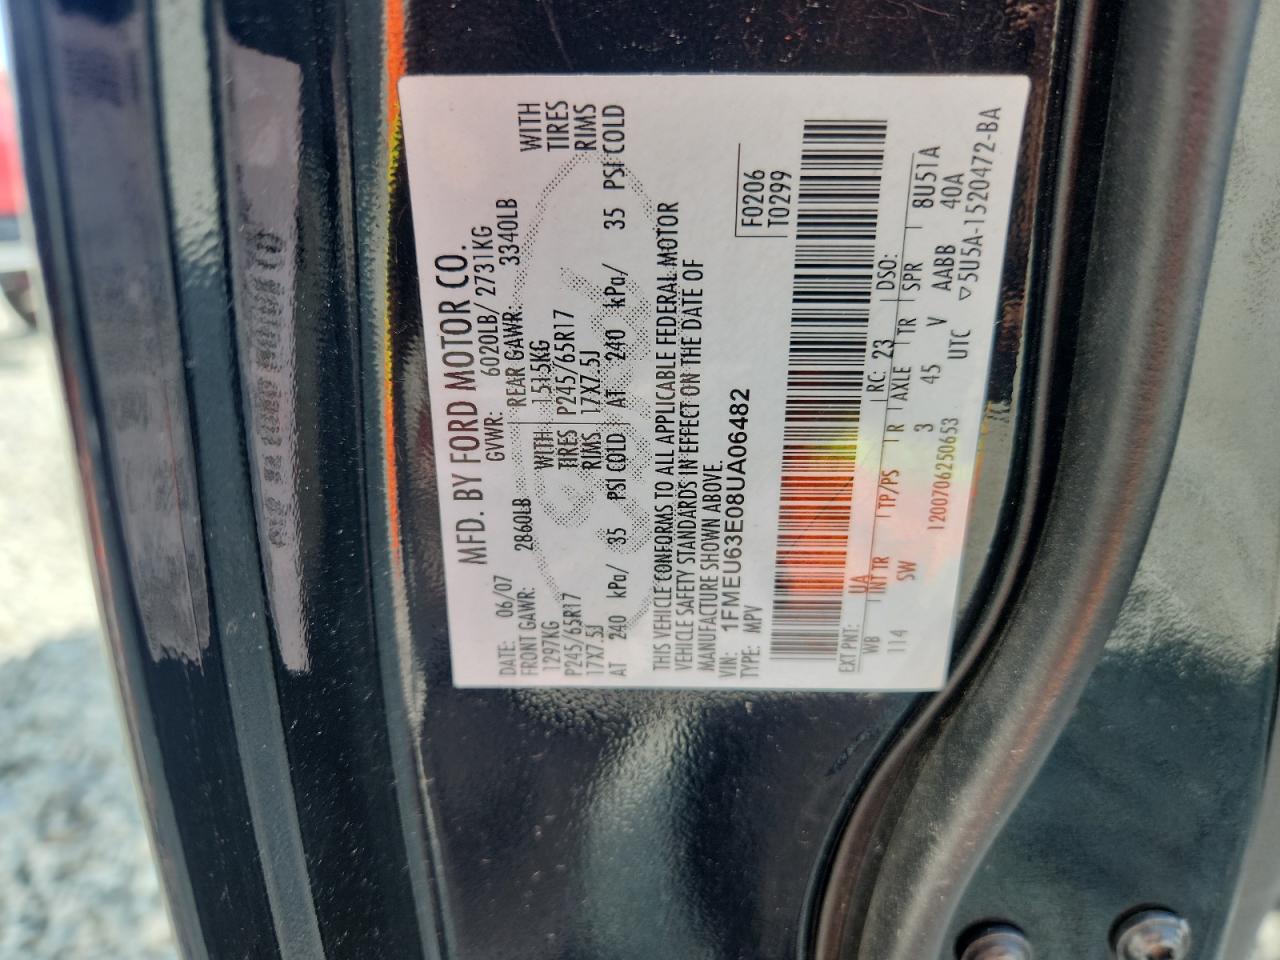 MFD. BY FORD MOTOR CO.
DATE: 06/07 GVWR: 6020LB/ 2731KG
FRONT GAWR: 2860LB REAR GAWR: 3340LB
1297KG WITH 1515KG WITH
P245/65R17 TIRES P245/65R17 TIRES
17X7.5J RIMS 17X7.5J RIMS
AT 240 kPa/ 35 PSI COLD AT 240 kPa/ 35 PSI COLD
THIS VEHICLE CONFORMS TO ALL APPLICABLE FEDERAL MOTOR
VEHICLE SAFETY STANDARDS IN EFFECT ON THE DATE OF
MANUFACTURE SHOWN ABOVE.
VIN: 1FMEU63E08UA06482 F0206
TYPE: MPV T0299
EXT PNT: UA RC: 23 DSO:
WB INT TR TP/PS R AXLE TR SPR 8U51A
114 SW 3 45 V AABB 40A
1200706250653 UTC ▽5U5A-1520472-BA